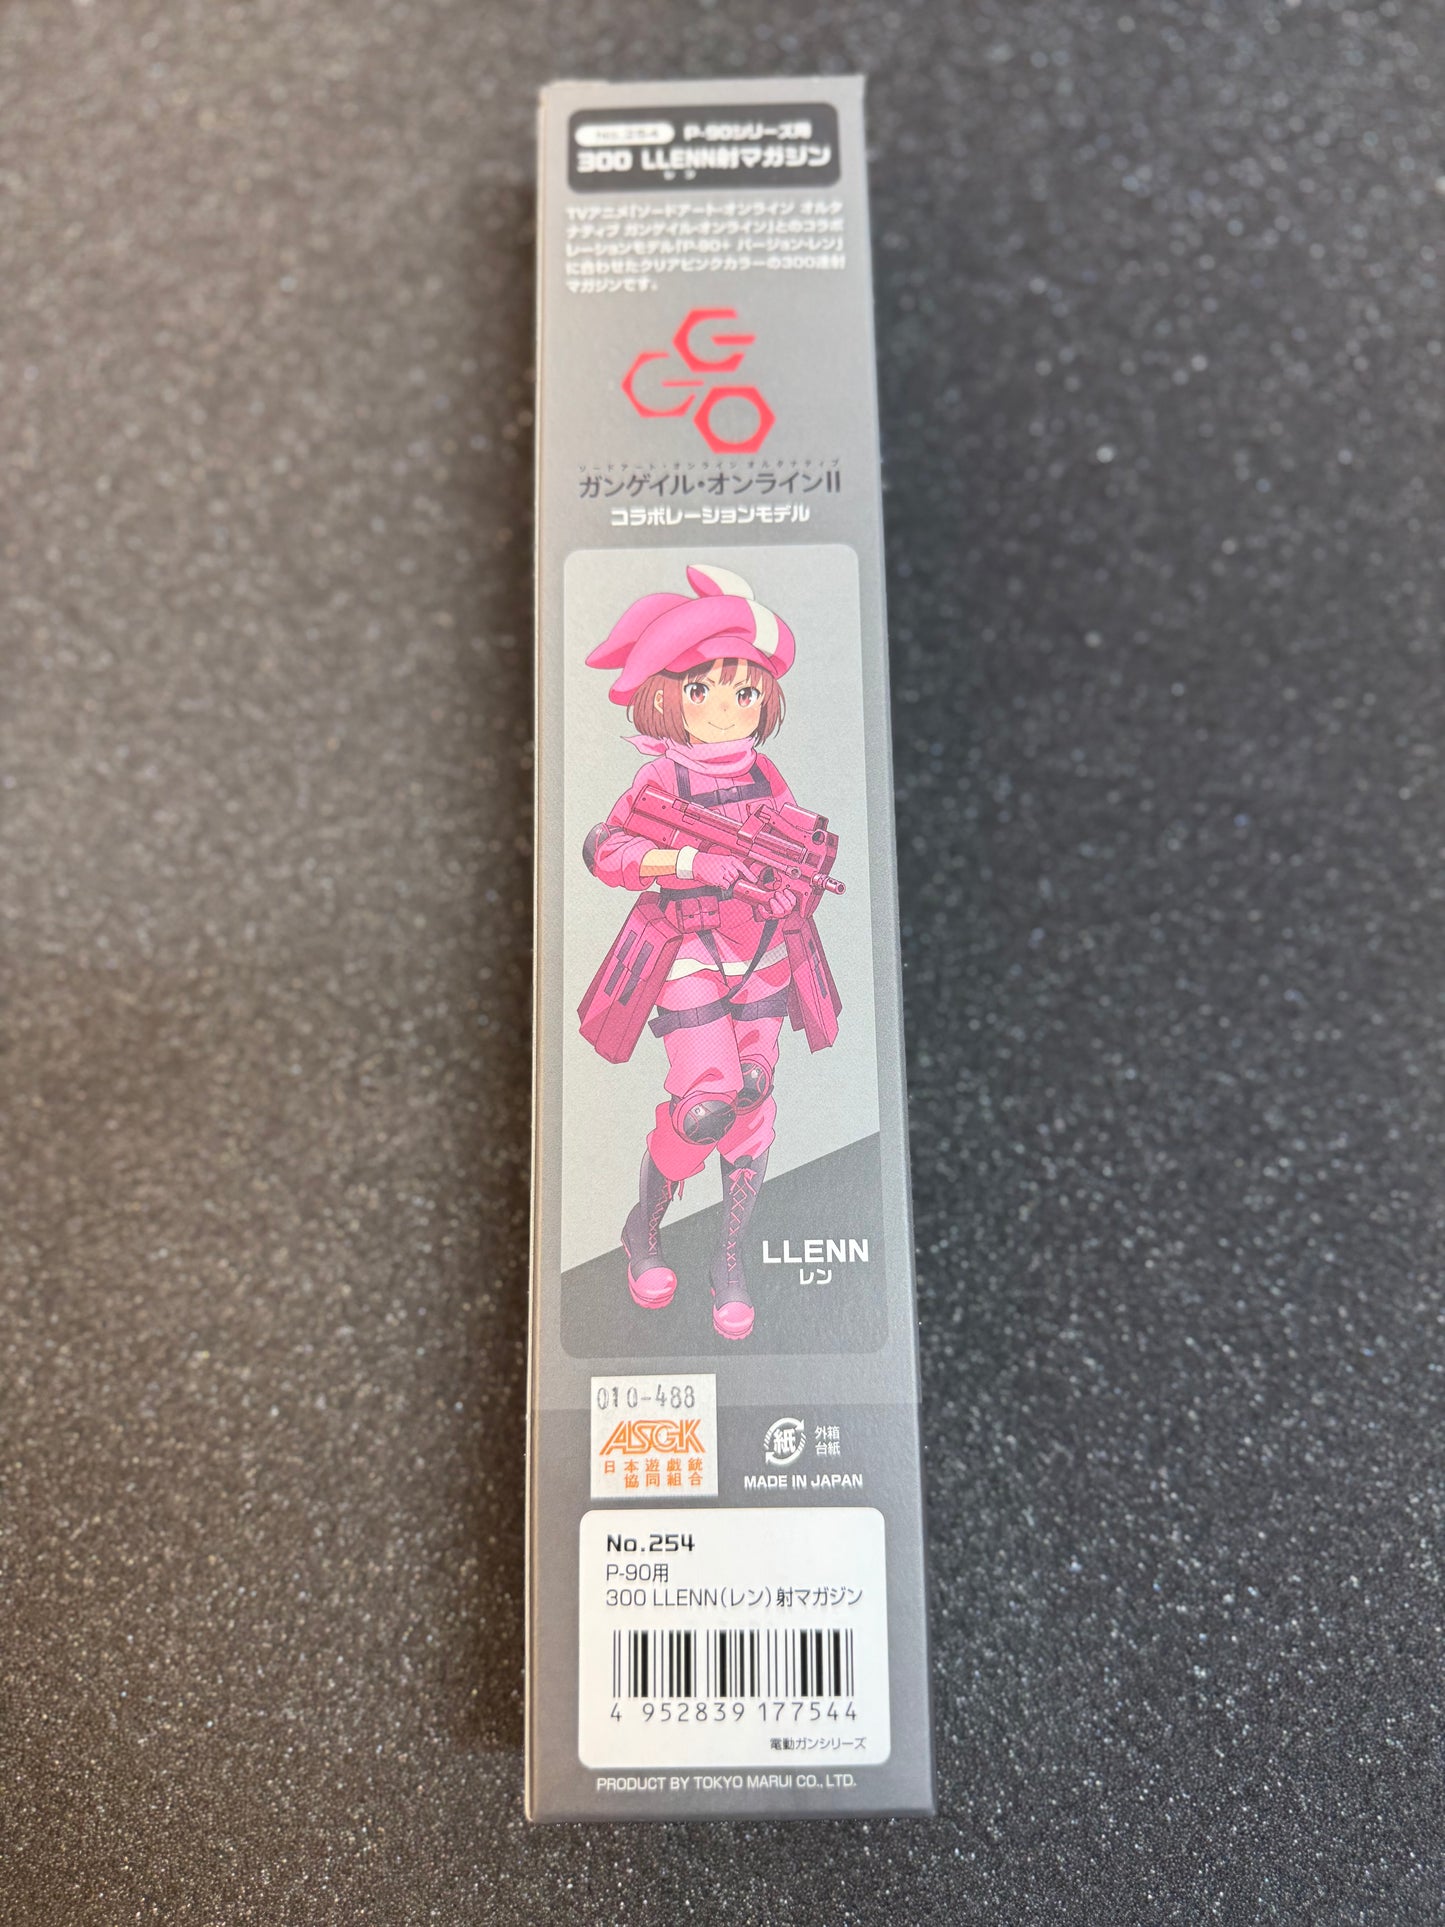 No.254 P-90シリーズ用
300 LLENN射マガジン
レン
TVアニメ「ソードアート・オンライン オルタ
ナティブ ガンゲイル・オンライン」とのコラボ
レーションモデル「P-90+ バージョン・レン」
に合わせたクリアピンクカラーの300連射
マガジンです。
GGO
ソードアート・オンライン オルタナティブ
ガンゲイル・オンラインII
コラボレーションモデル
LLENN
レン
010-488
ASGK
日本遊戯銃
協同組合
紙 外箱
台紙
MADE IN JAPAN
No.254
P-90用
300 LLENN(レン)射マガジン
4 952839 177544
電動ガンシリーズ
PRODUCT BY TOKYO MARUI CO., LTD.